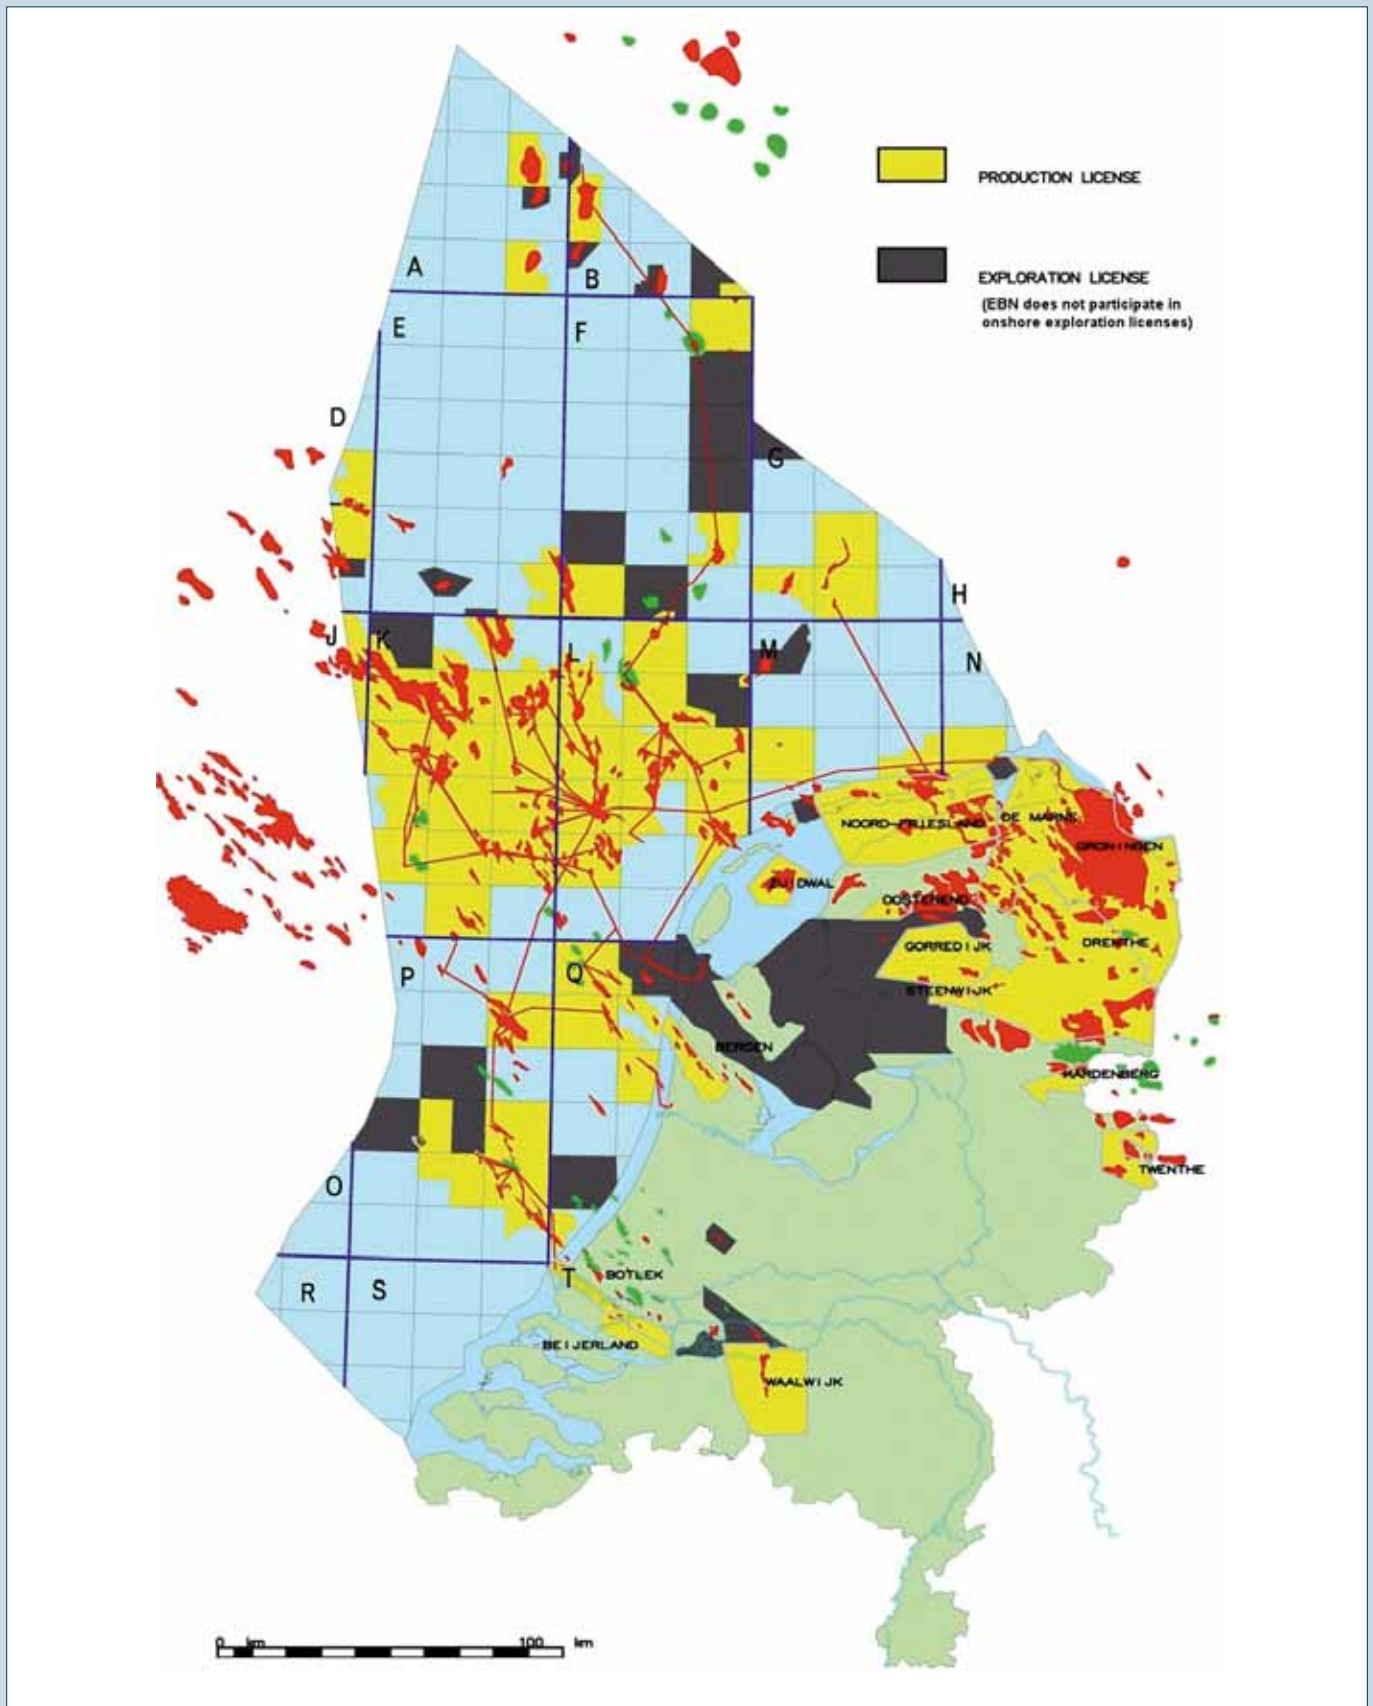 PRODUCTION LICENSE
EXPLORATION LICENSE
(EBN does not participate in
onshore exploration licenses)
A
B
E
F
D
G
H
J
K
L
M
N
NOORD-FRIESLAND
DE MARNE
GRONINGEN
ZUIDWAL
OOSTEREND
GORREDIJK
DRENTHE
P
Q
STEENWIJK
BERGEN
HARDENBERG
TWENTHE
O
R
S
T
BOTLEK
BEIJERLAND
WAALWIJK
0 km 100 km